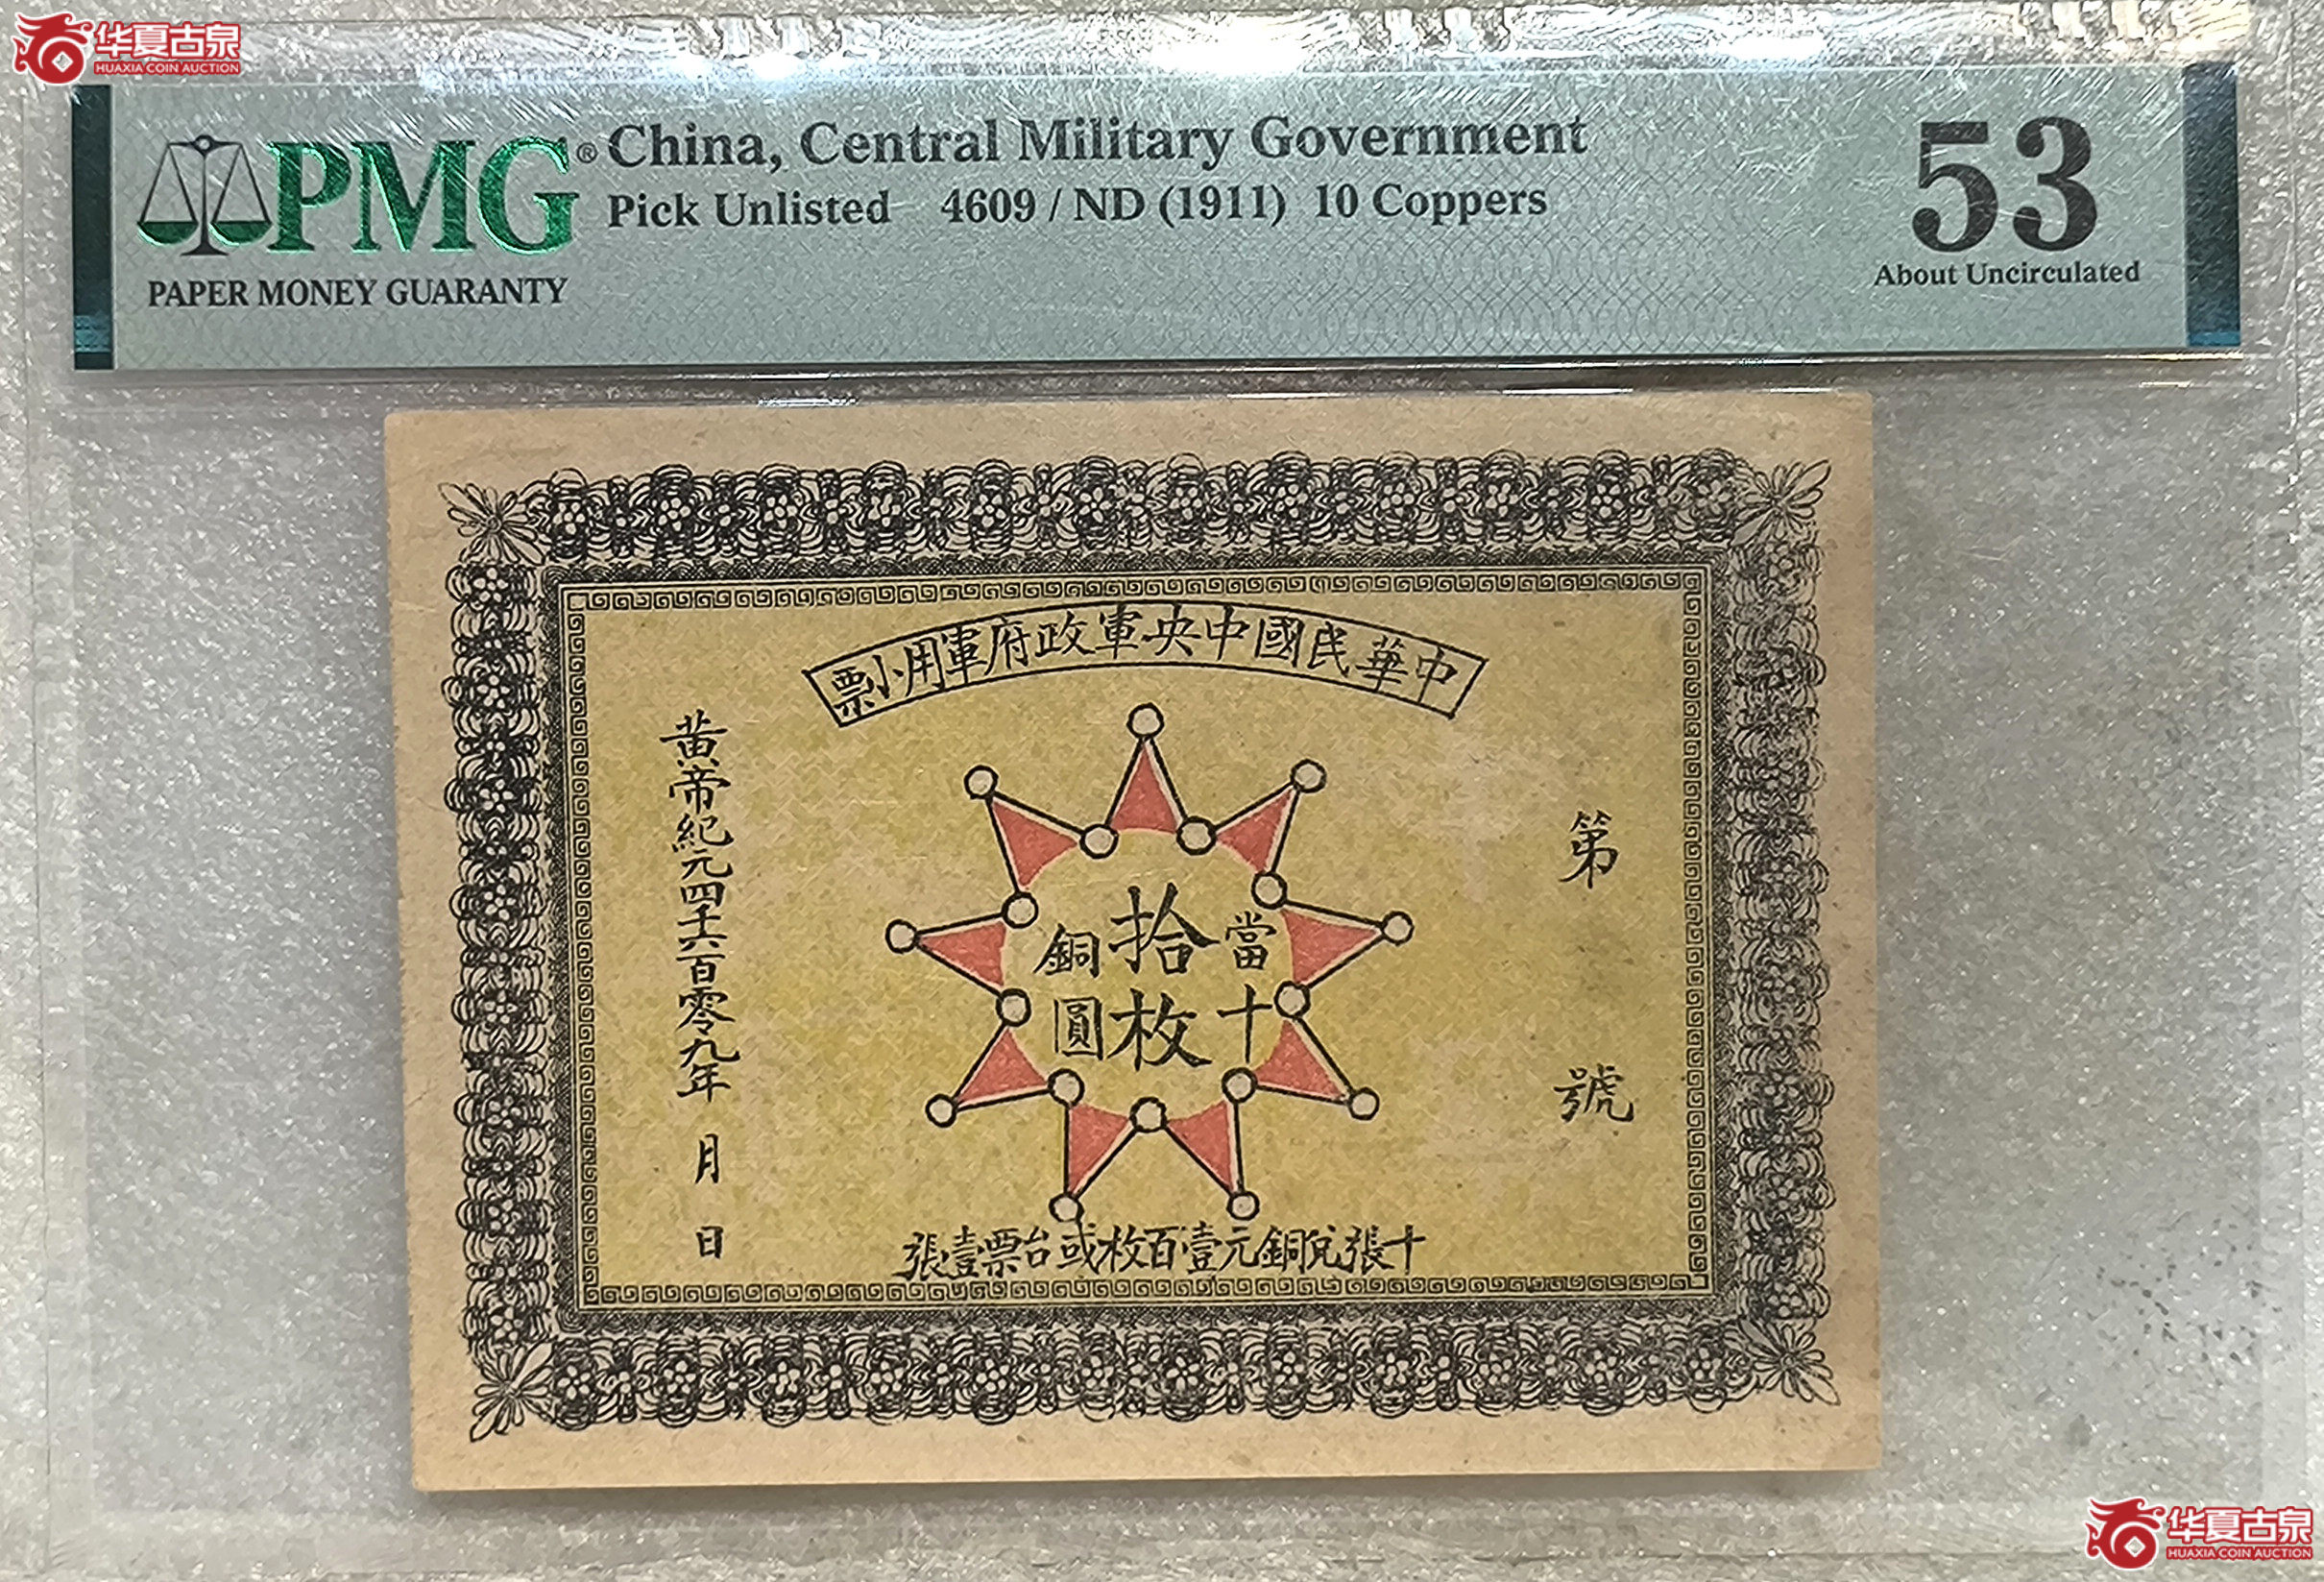 华夏古泉
HUAXIA COIN AUCTION
PMG®
PAPER MONEY GUARANTY
China, Central Military Government
Pick Unlisted 4609 / ND (1911) 10 Coppers
53
About Uncirculated
中華民國中央軍政府軍用小票
第 號
當十
拾枚
銅圓
黃帝紀元四千六百零九年 月 日
十張兌銅元壹百枚或台票壹張
华夏古泉
HUAXIA COIN AUCTION